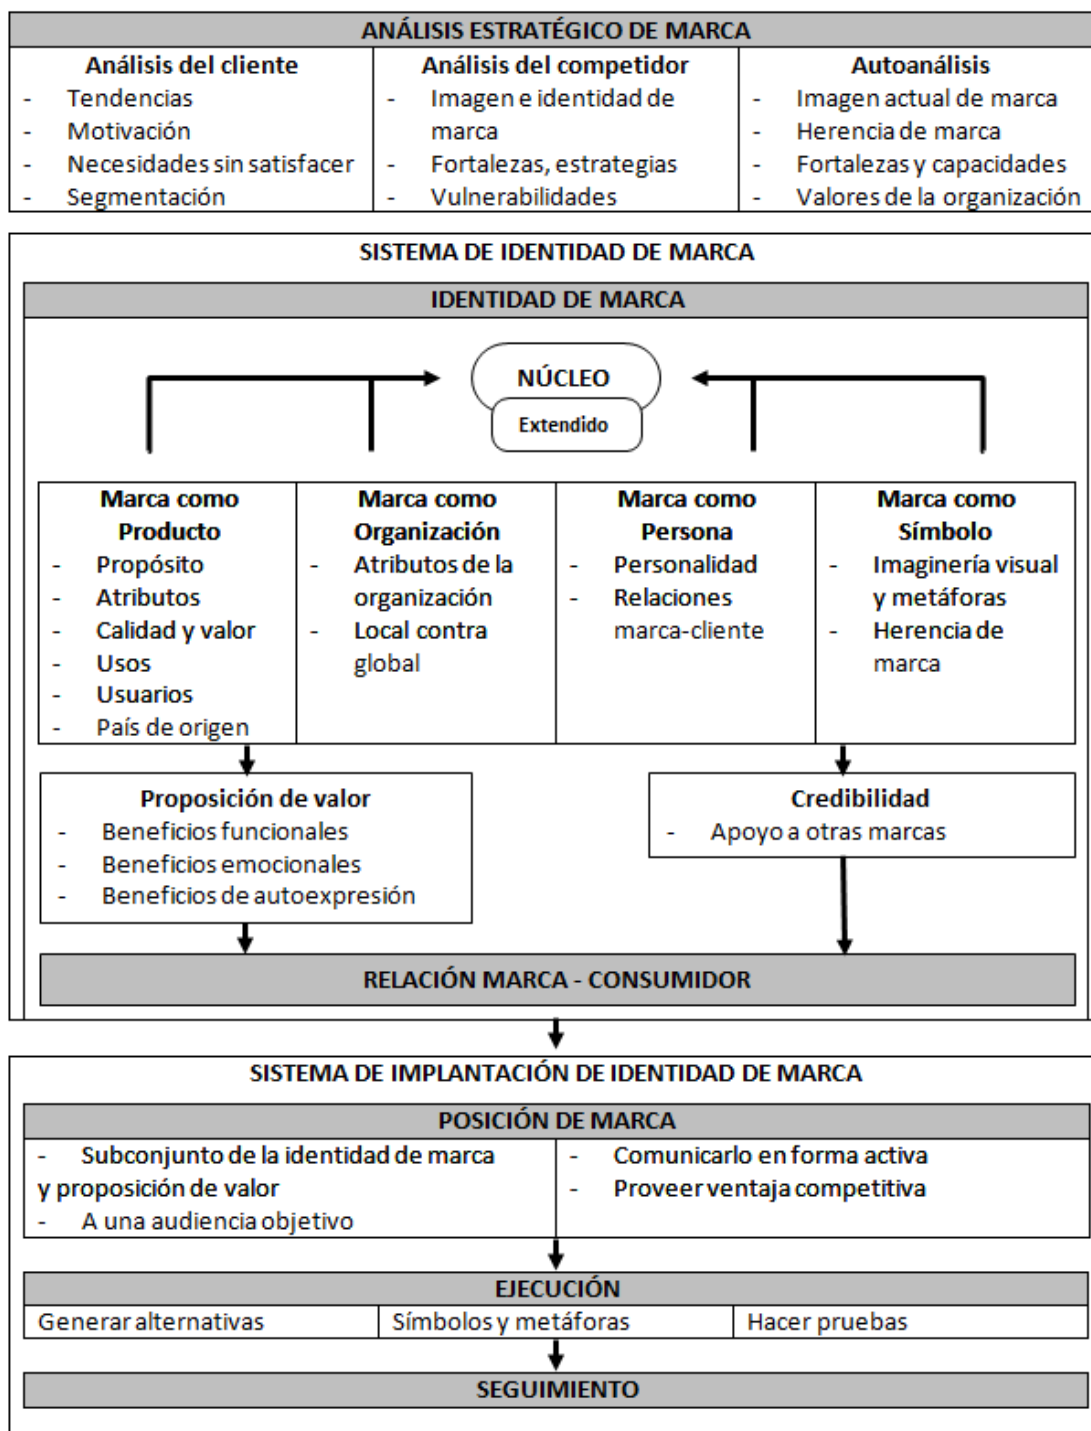 ANÁLISIS ESTRATÉGICO DE MARCA
Análisis del cliente
- Tendencias
- Motivación
- Necesidades sin satisfacer
- Segmentación
Análisis del competidor
- Imagen e identidad de
marca
- Fortalezas, estrategias
- Vulnerabilidades
Autoanálisis
- Imagen actual de marca
- Herencia de marca
- Fortalezas y capacidades
- Valores de la organización
SISTEMA DE IDENTIDAD DE MARCA
IDENTIDAD DE MARCA
NÚCLEO
Extendido
Marca como
Producto
- Propósito
- Atributos
- Calidad y valor
- Usos
- Usuarios
- País de origen
Marca como
Organización
- Atributos de la
organización
- Local contra
global
Marca como
Persona
- Personalidad
- Relaciones
marca-cliente
Marca como
Símbolo
- Imaginería visual
y metáforas
- Herencia de
marca
Proposición de valor
- Beneficios funcionales
- Beneficios emocionales
- Beneficios de autoexpresión
Credibilidad
- Apoyo a otras marcas
RELACIÓN MARCA - CONSUMIDOR
SISTEMA DE IMPLANTACIÓN DE IDENTIDAD DE MARCA
POSICIÓN DE MARCA
- Subconjunto de la identidad de marca
y proposición de valor
- A una audiencia objetivo
- Comunicarlo en forma activa
- Proveer ventaja competitiva
EJECUCIÓN
Generar alternativas
Símbolos y metáforas
Hacer pruebas
SEGUIMIENTO